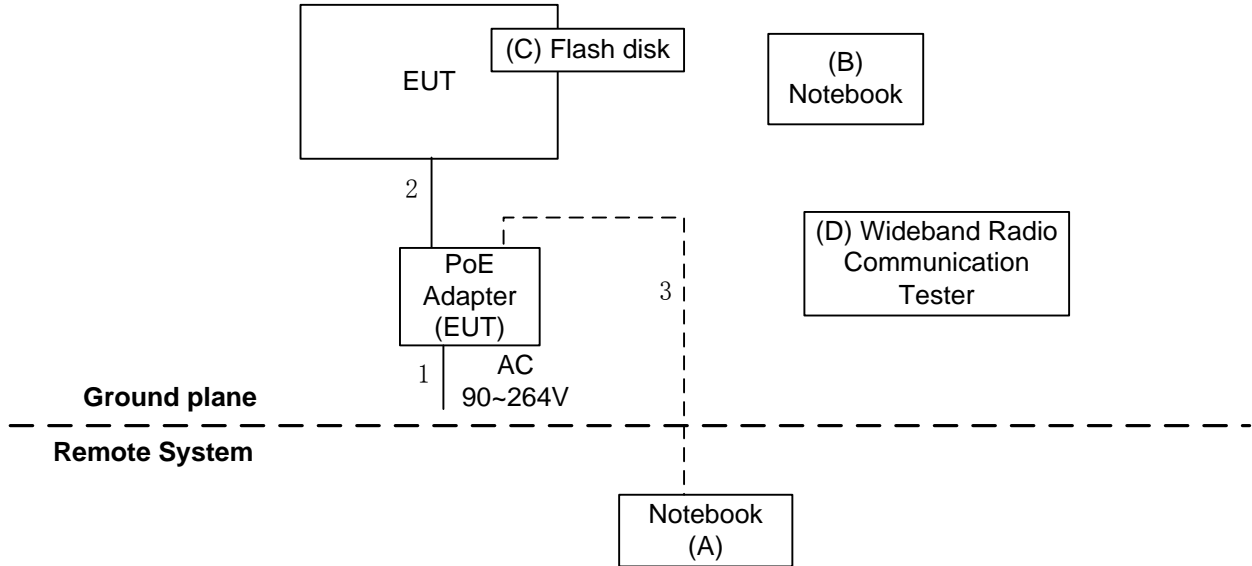 EUT
(C) Flash disk
(B)
Notebook
2
(D) Wideband Radio
Communication
Tester
PoE
Adapter
(EUT)
3
1
AC
90~264V
Ground plane
Remote System
Notebook
(A)